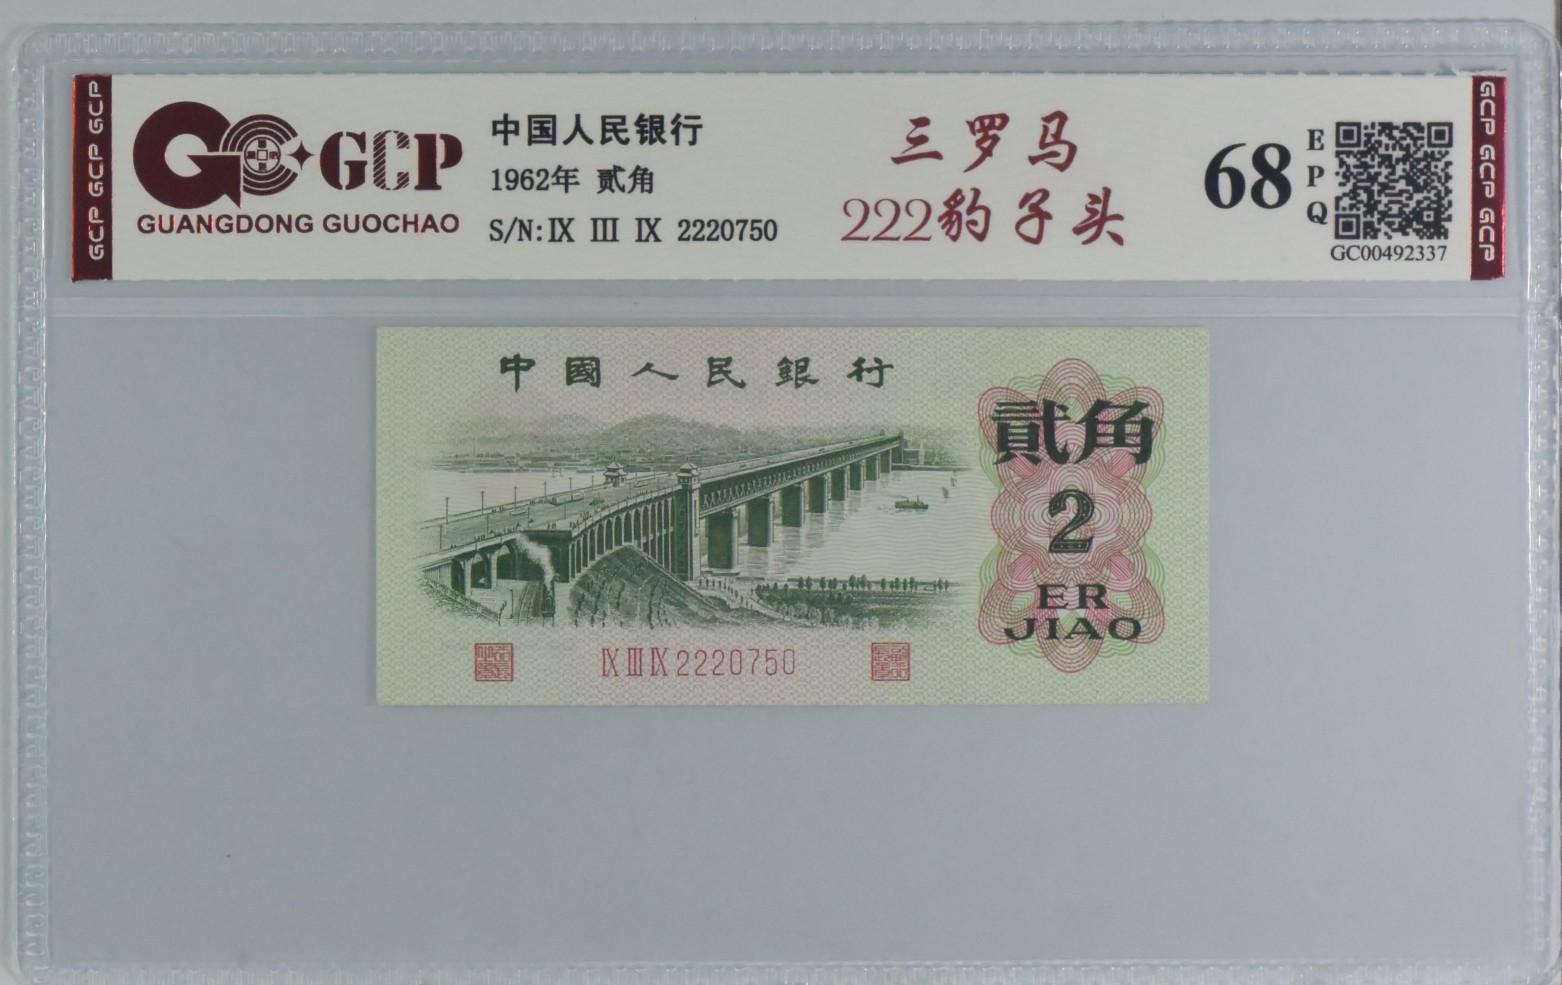 GCP GCP GCP
GCP
GUANGDONG GUOCHAO
中国人民银行
1962年 贰角
S/N:Ⅸ Ⅲ Ⅸ 2220750
三罗马
222豹子头
68
EPQ
GC00492337
GCP GCP GCP
中國人民銀行
貳角
2
ER
JIAO
Ⅸ Ⅲ Ⅸ 2220750